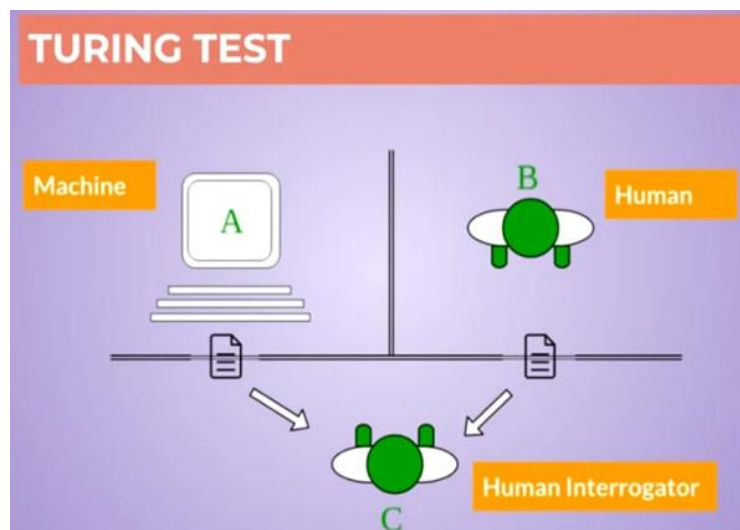 TURING TEST
Machine
A
B
Human
Human Interrogator
C